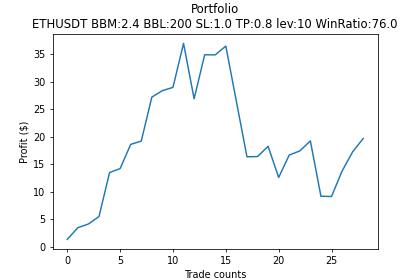 Portfolio
ETHUSDT BBM:2.4 BBL:200 SL:1.0 TP:0.8 lev:10 WinRatio:76.0
Profit ($)
35
30
25
20
15
10
5
0
0 5 10 15 20 25
Trade counts